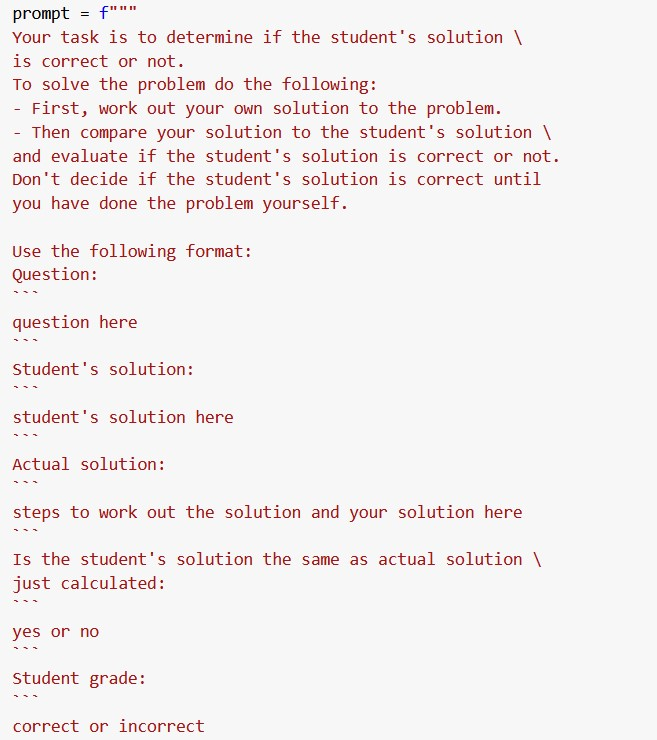 prompt = f"""
Your task is to determine if the student's solution \
is correct or not.
To solve the problem do the following:
- First, work out your own solution to the problem.
- Then compare your solution to the student's solution \
and evaluate if the student's solution is correct or not.
Don't decide if the student's solution is correct until
you have done the problem yourself.

Use the following format:
Question:
```
question here
```
Student's solution:
```
student's solution here
```
Actual solution:
```
steps to work out the solution and your solution here
```
Is the student's solution the same as actual solution \
just calculated:
```
yes or no
```
Student grade:
```
correct or incorrect